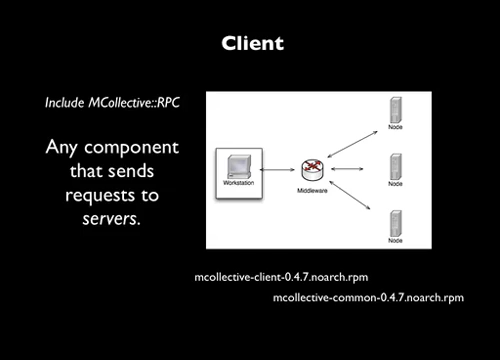 Client
Include MCollective::RPC
Any component
that sends
requests to
servers.
Node
Workstation
Middleware
Node
Node
mcollective-client-0.4.7.noarch.rpm
mcollective-common-0.4.7.noarch.rpm